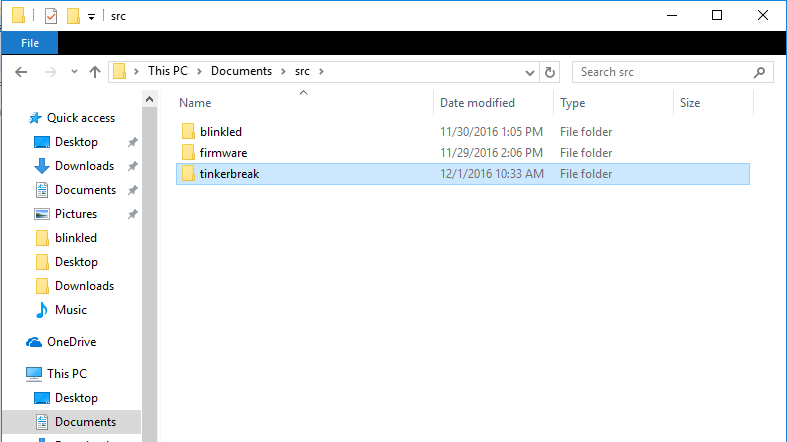 src
File
This PC > Documents > src >
Search src
Name Date modified Type Size
Quick access
Desktop
Downloads
Documents
Pictures
blinkled
Desktop
Downloads
Music
OneDrive
This PC
Desktop
Documents
blinkled 11/30/2016 1:05 PM File folder
firmware 11/29/2016 2:06 PM File folder
tinkerbreak 12/1/2016 10:33 AM File folder